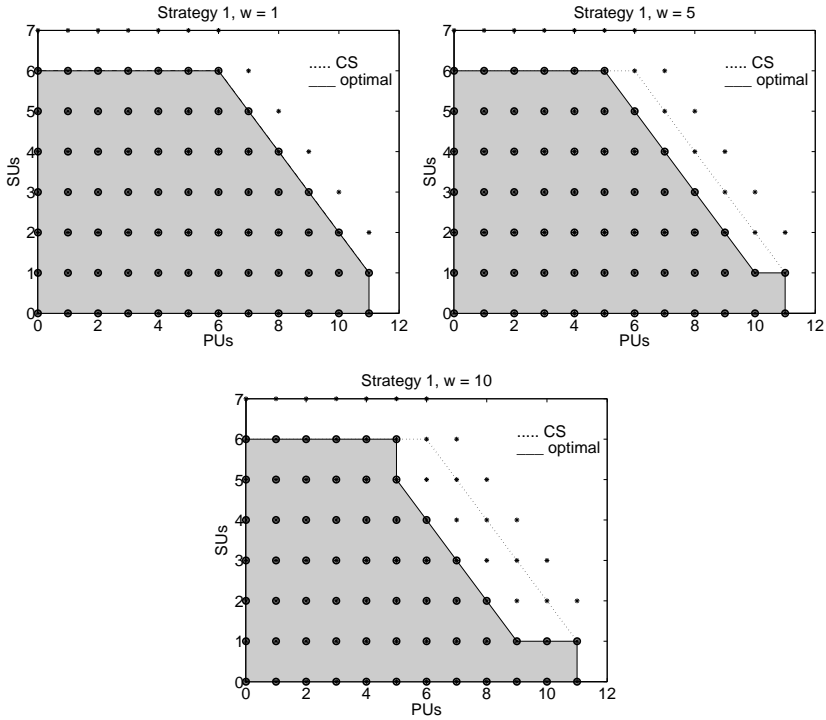 Strategy 1, w = 1
7
6
5
4
3
2
1
0
SUs
0 2 4 6 8 10 12
PUs
..... CS
___ optimal
Strategy 1, w = 5
7
6
5
4
3
2
1
0
SUs
0 2 4 6 8 10 12
PUs
..... CS
___ optimal
Strategy 1, w = 10
7
6
5
4
3
2
1
0
SUs
0 2 4 6 8 10 12
PUs
..... CS
___ optimal